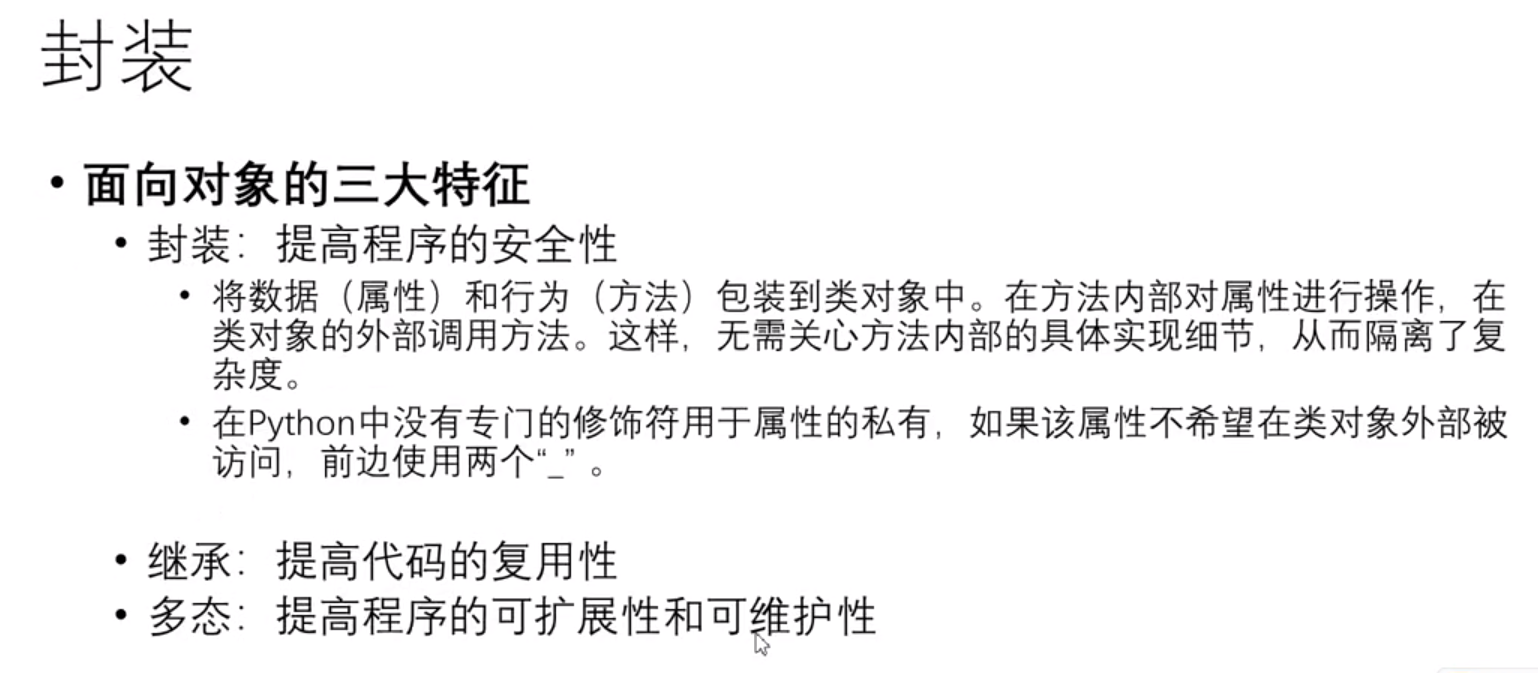 封装
• 面向对象的三大特征
• 封装：提高程序的安全性
• 将数据（属性）和行为（方法）包装到类对象中。在方法内部对属性进行操作，在
类对象的外部调用方法。这样，无需关心方法内部的具体实现细节，从而隔离了复
杂度。
• 在Python中没有专门的修饰符用于属性的私有，如果该属性不希望在类对象外部被
访问，前边使用两个“_” 。
• 继承：提高代码的复用性
• 多态：提高程序的可扩展性和可维护性